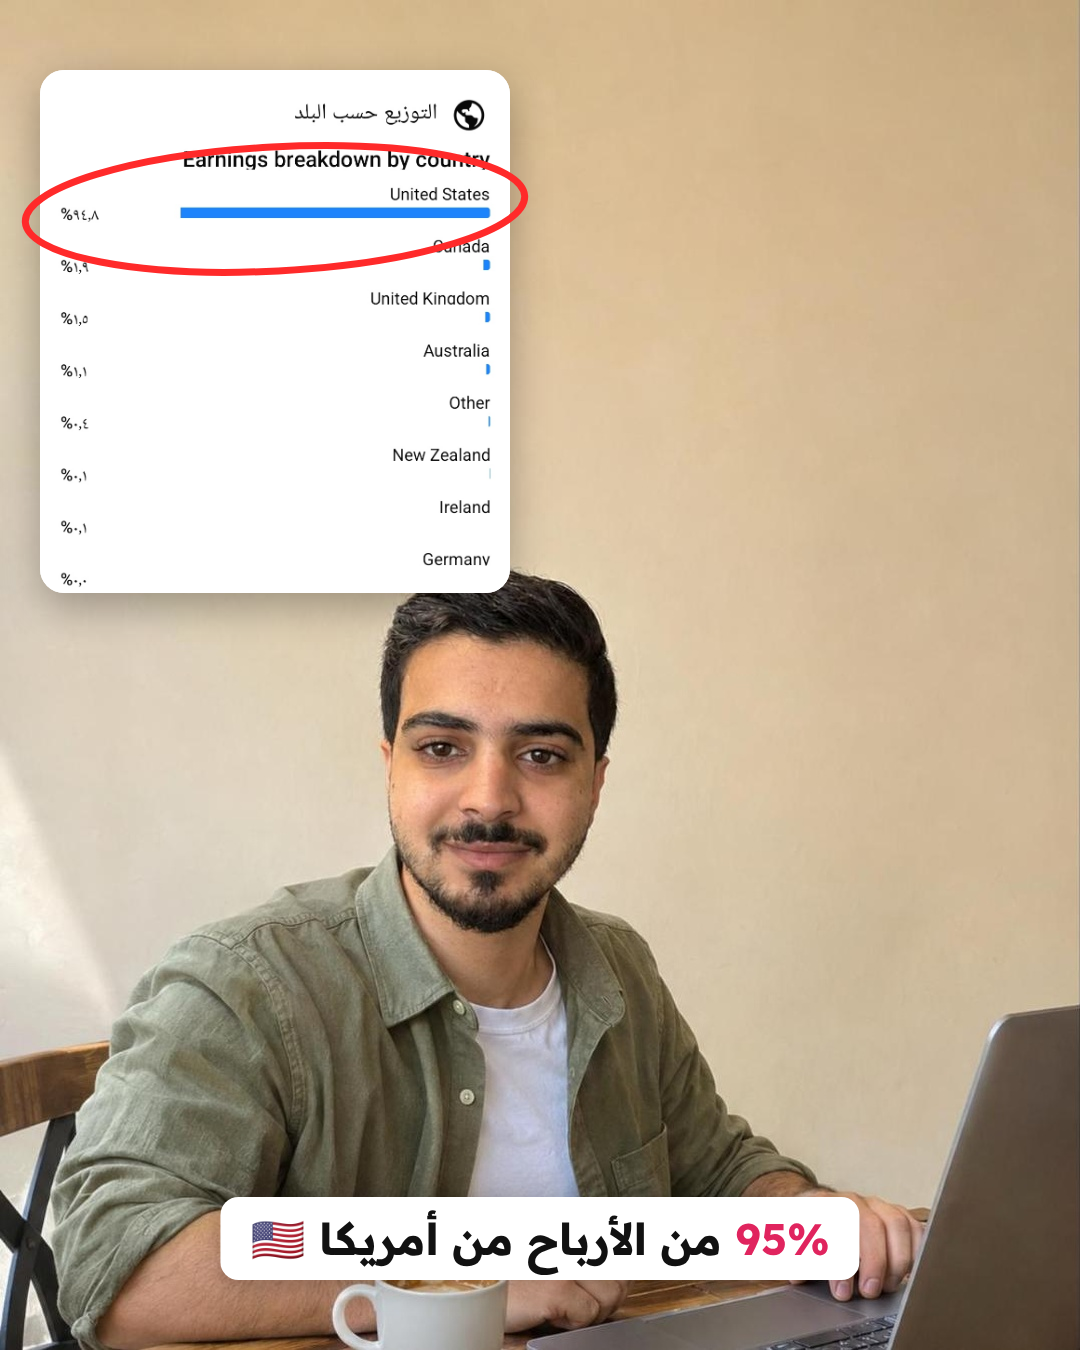 التوزيع حسب البلد
Earnings breakdown by country
United States
%٩٤,٨
Canada
%١,٩
United Kingdom
%١,٥
Australia
%١,١
Other
%٠,٤
New Zealand
%٠,١
Ireland
%٠,١
Germany
%٠,٠
95% من الأرباح من أمريكا 🇺🇸